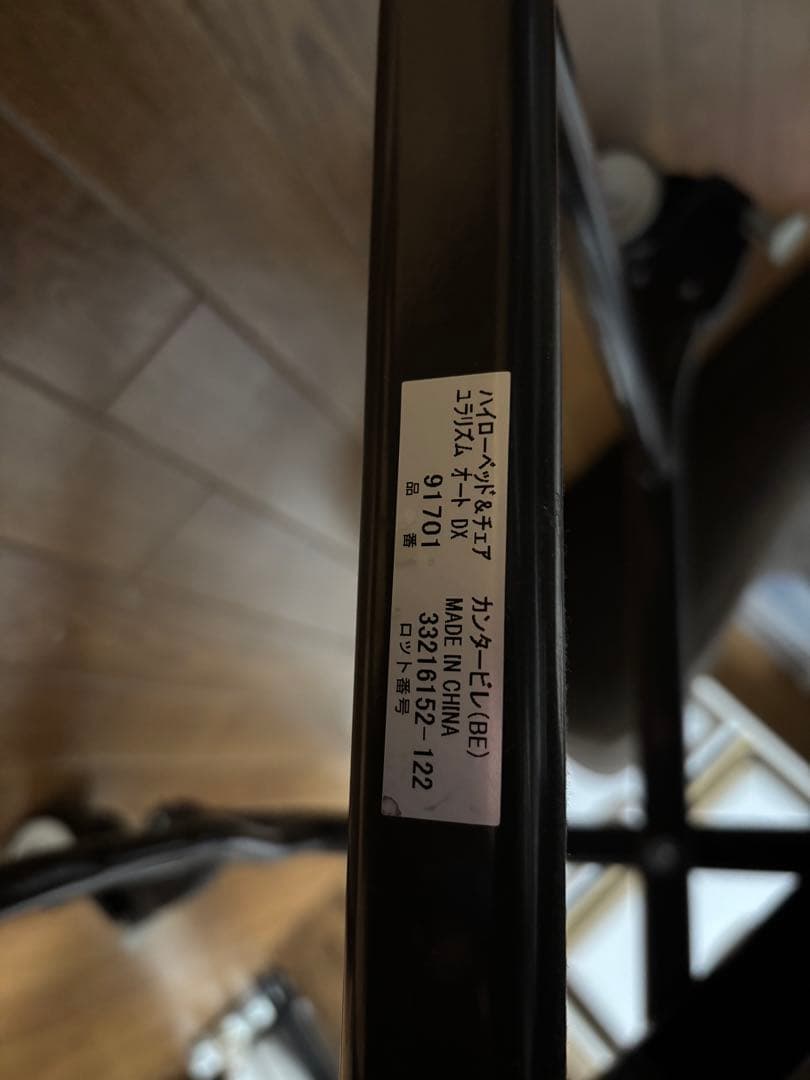 ハイローベッド&チェア カンタービレ(BE)
ユラリズム オート DX MADE IN CHINA
91701 33216152-122
品 番 ロット番号